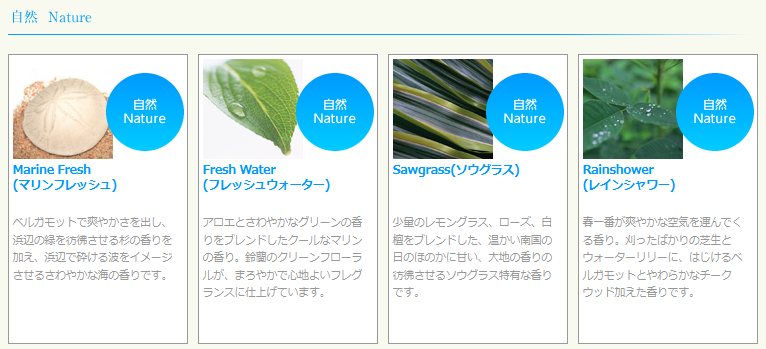 自然 Nature
自然
Nature
Marine Fresh
(マリンフレッシュ)
ベルガモットで爽やかさを出し、
浜辺の緑を彷彿させる杉の香りを
加え、浜辺で砕ける波をイメージ
させるさわやかな海の香りです。
自然
Nature
Fresh Water
(フレッシュウォーター)
アロエとさわやかなグリーンの香
りをブレンドしたクールなマリン
の香り。鈴蘭のクリーンフローラ
ルが、まろやかで心地よいフレグ
ランスに仕上げています。
自然
Nature
Sawgrass(ソウグラス)
少量のレモングラス、ローズ、白
檀をブレンドした、温かい南国の
日のほのかに甘い、大地の香りの
彷彿させるソウグラス特有な香り
です。
自然
Nature
Rainshower
(レインシャワー)
春一番が爽やかな空気を運んでく
る香り。刈ったばかりの芝生と
ウォーターリリーに、はじけるベ
ルガモットとやわらかなチーク
ウッド加えた香りです。